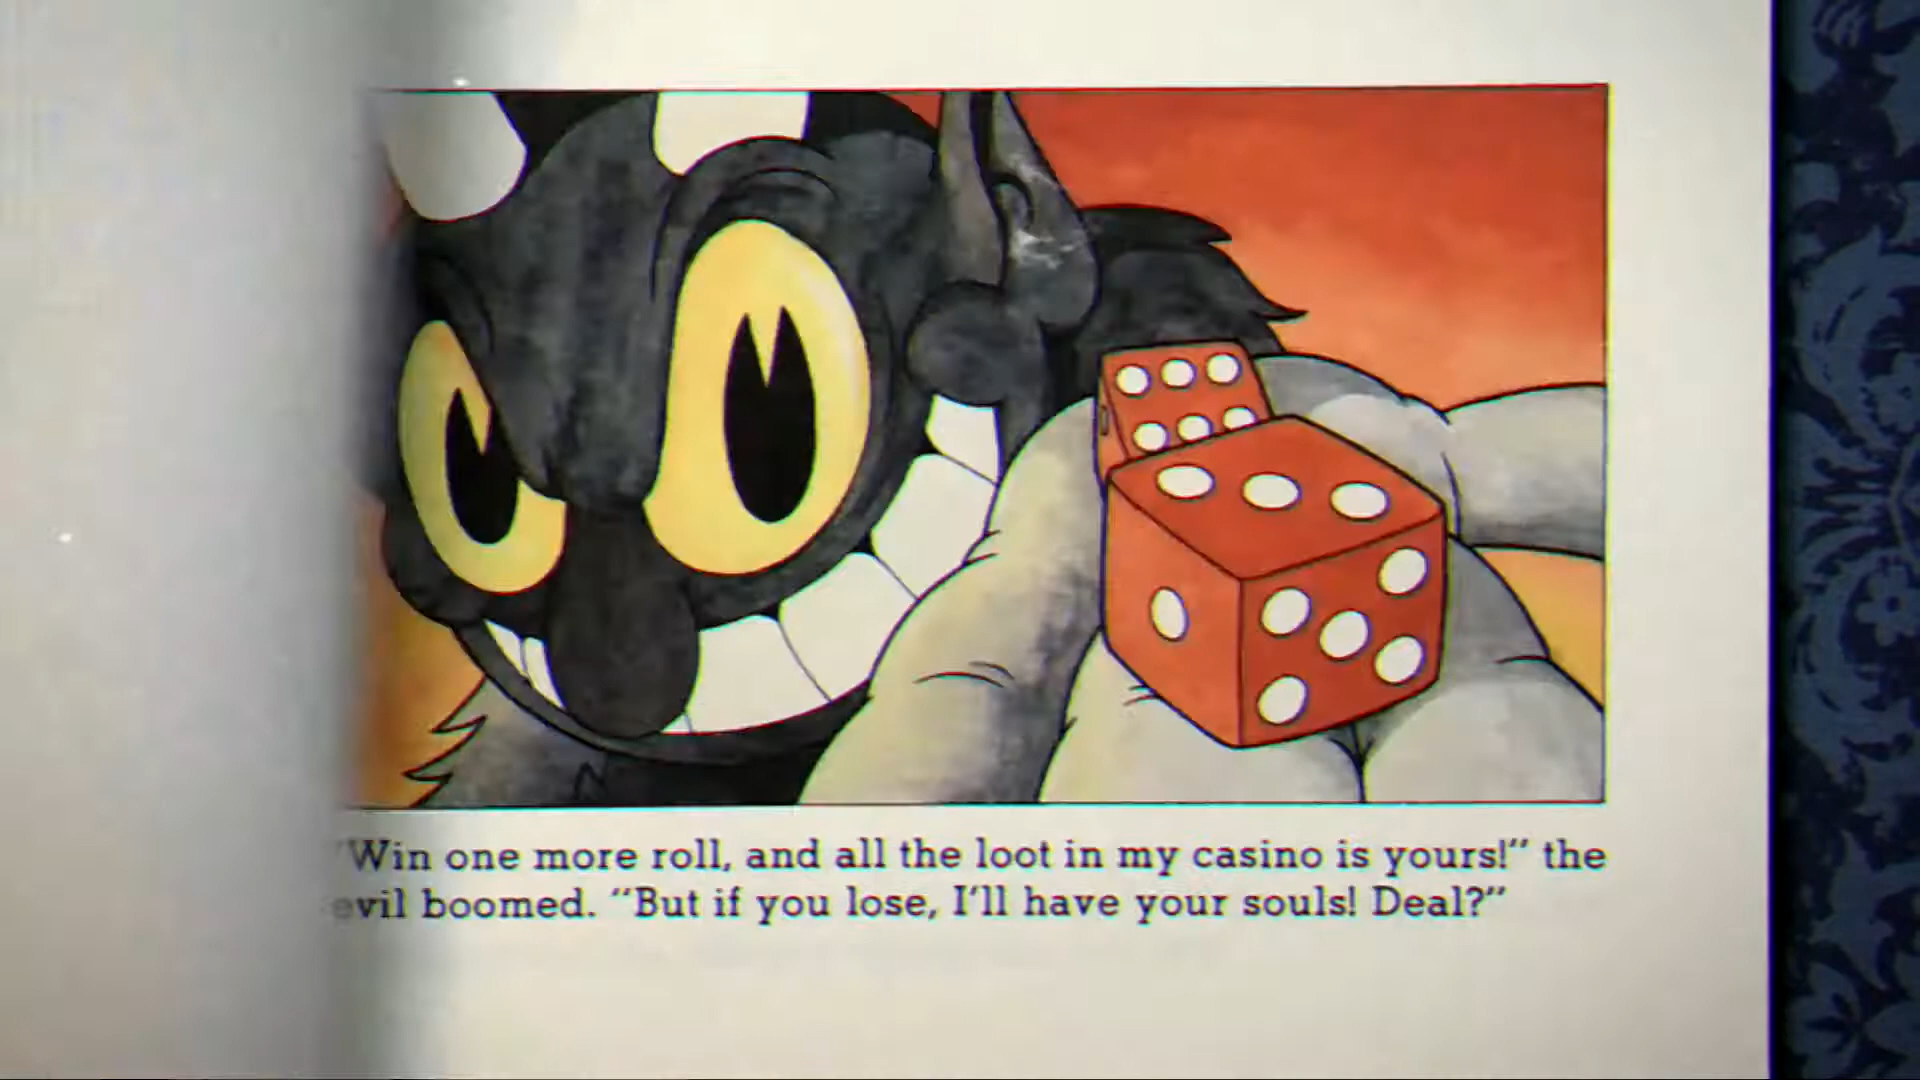 "Win one more roll, and all the loot in my casino is yours!" the
evil boomed. "But if you lose, I'll have your souls! Deal?"